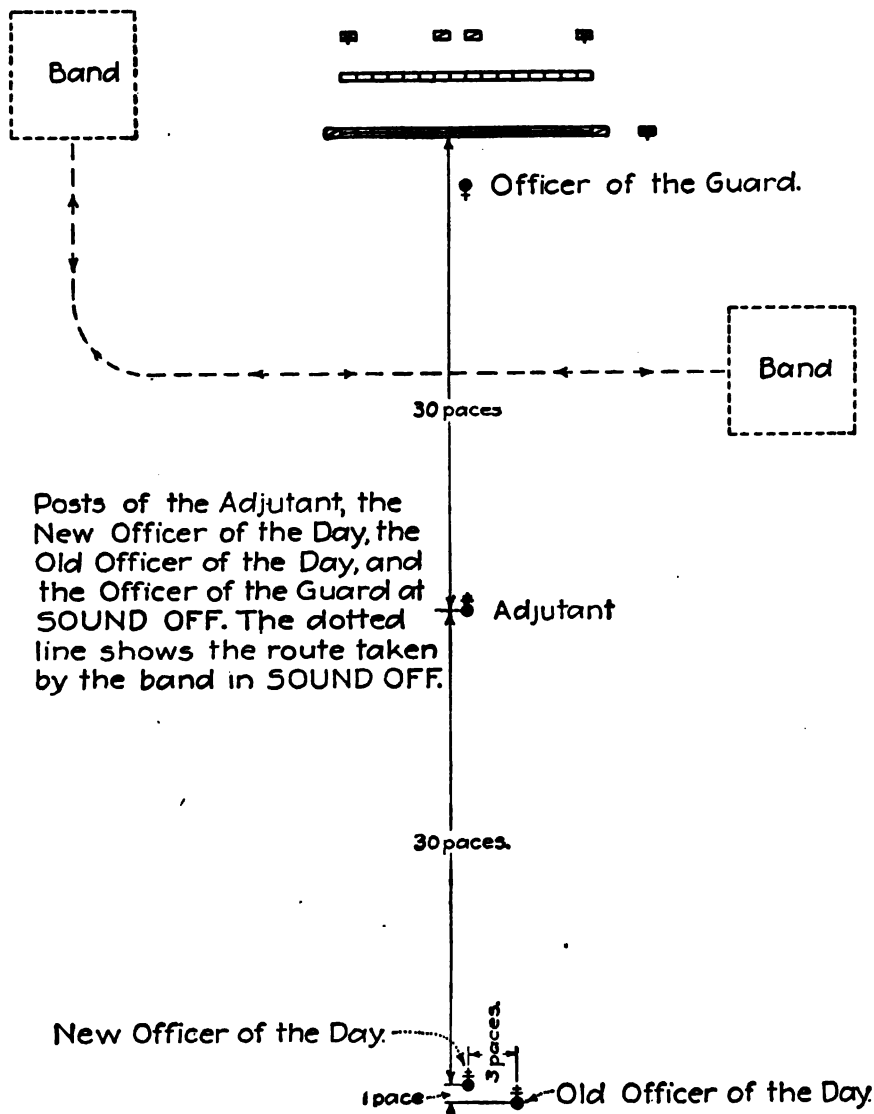 Band
Officer of the Guard.
Band
30 paces
Posts of the Adjutant, the
New Officer of the Day, the
Old Officer of the Day, and
the Officer of the Guard at
SOUND OFF. The dotted
line shows the route taken
by the band in SOUND OFF.
Adjutant
30 paces.
New Officer of the Day.
3 paces.
1 pace
Old Officer of the Day.